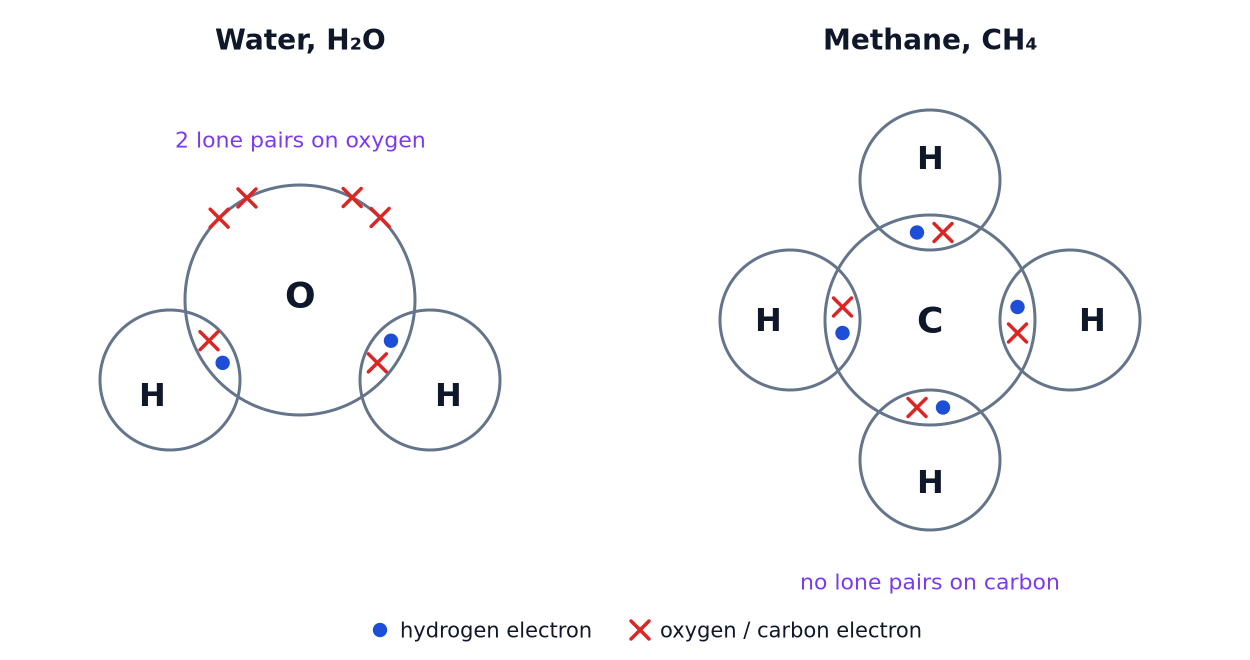 Water, H₂O
2 lone pairs on oxygen
O
H
H
Methane, CH₄
H
H
C
H
H
no lone pairs on carbon
hydrogen electron
oxygen / carbon electron